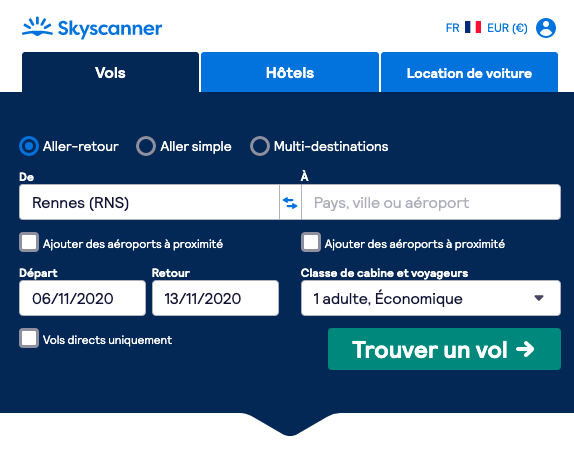 Skyscanner
FR EUR (€)
Vols Hôtels Location de voiture
Aller-retour Aller simple Multi-destinations
De À
Rennes (RNS) Pays, ville ou aéroport
Ajouter des aéroports à proximité Ajouter des aéroports à proximité
Départ Retour Classe de cabine et voyageurs
06/11/2020 13/11/2020 1 adulte, Économique
Vols directs uniquement
Trouver un vol →